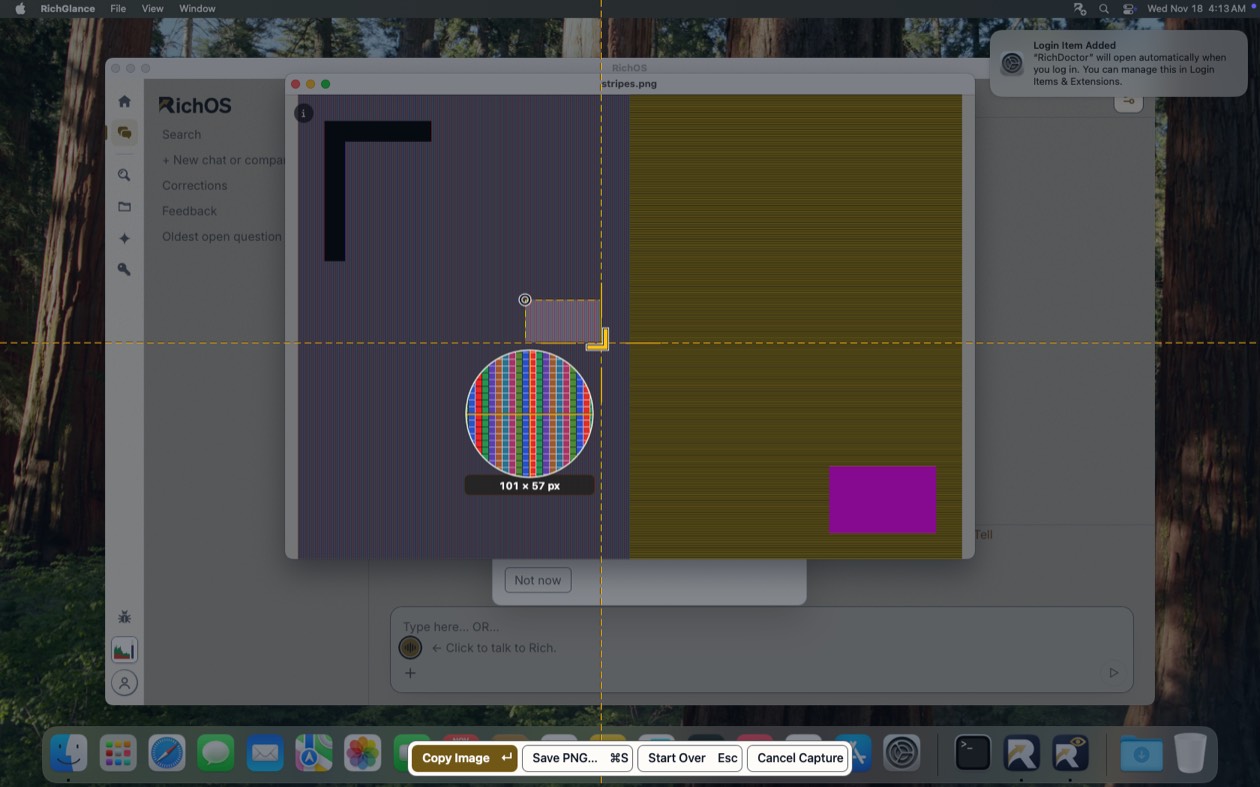 RichGlance File Edit View Window
Wed Nov 18 4:13 AM
Login Item Added
“RichDoctor” will open automatically when
you log in. You can manage this in Login
Items & Extensions.
RichOS
stripes.png
i
RichOS
Search
+ New chat or compa
Corrections
Feedback
Oldest open question
101 × 57 px
Tell
Not now
Type here... OR...
← Click to talk to Rich.
NOV
Copy Image ↵
Save PNG... ⌘S
Start Over Esc
Cancel Capture